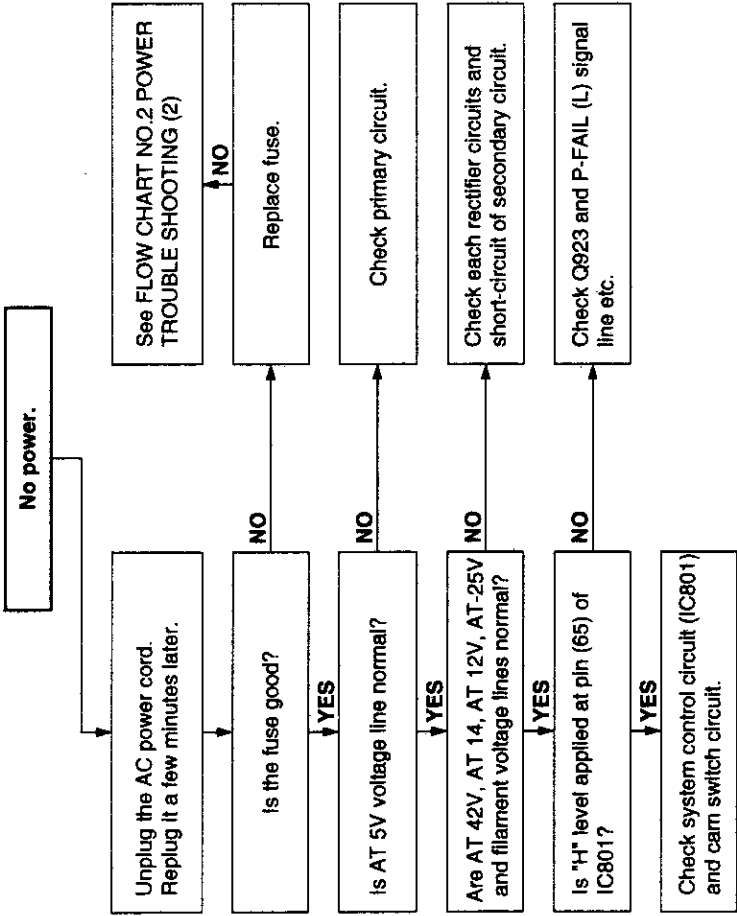 No power.
Unplug the AC power cord.
Replug it a few minutes later.
Is the fuse good?
NO
Replace fuse.
NO
See FLOW CHART NO.2 POWER
TROUBLE SHOOTING (2)
YES
Is AT 5V voltage line normal?
NO
Check primary circuit.
YES
Are AT 42V, AT 14, AT 12V, AT-25V
and filament voltage lines normal?
NO
Check each rectifier circuits and
short-circuit of secondary circuit.
YES
Is "H" level applied at pin (65) of
IC801?
NO
Check Q923 and P-FAIL (L) signal
line etc.
YES
Check system control circuit (IC801)
and cam switch circuit.